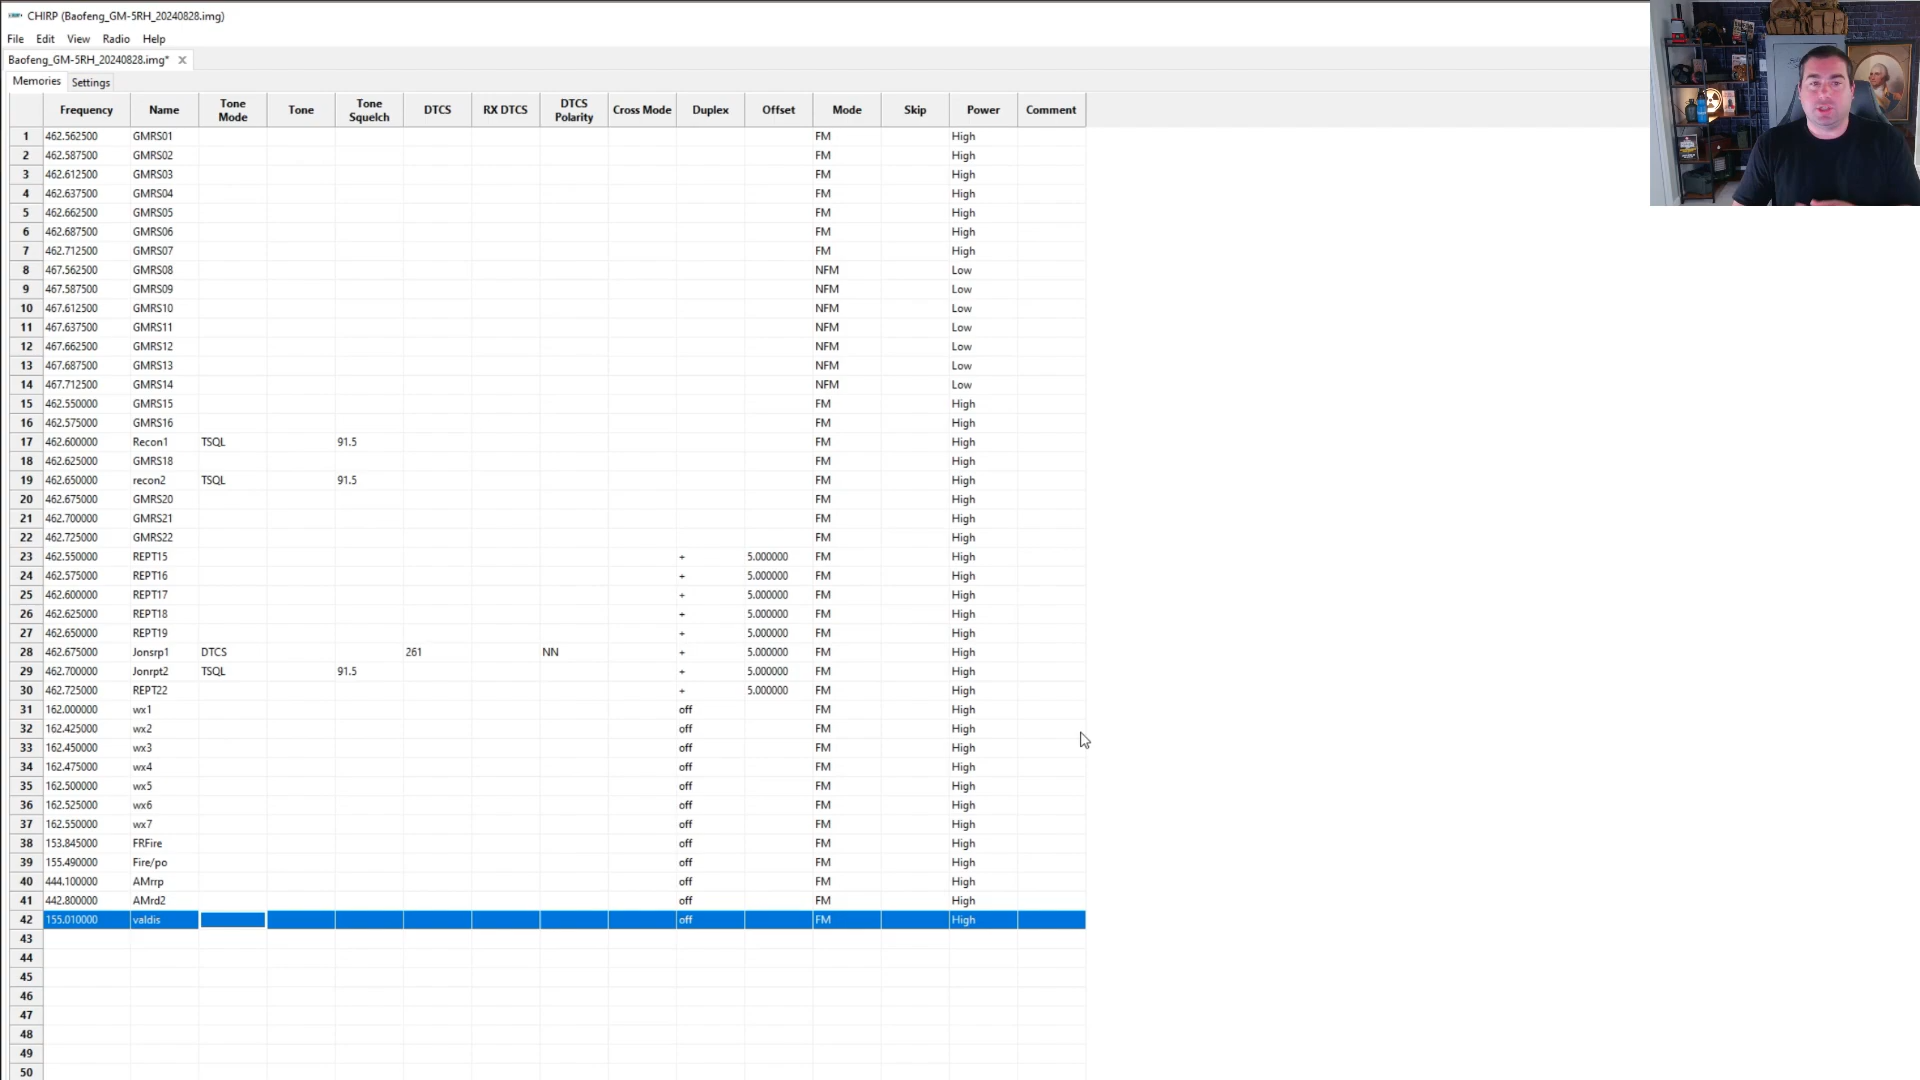 CHIRP (Baofeng_GM-5RH_20240828.img)
File Edit View Radio Help
Baofeng_GM-5RH_20240828.img*
Memories Settings
Frequency Name Tone Mode Tone Tone Squelch DTCS RX DTCS DTCS Polarity Cross Mode Duplex Offset Mode Skip Power Comment
1 462.562500 GMRS01 FM High
2 462.587500 GMRS02 FM High
3 462.612500 GMRS03 FM High
4 462.637500 GMRS04 FM High
5 462.662500 GMRS05 FM High
6 462.687500 GMRS06 FM High
7 462.712500 GMRS07 FM High
8 467.562500 GMRS08 NFM Low
9 467.587500 GMRS09 NFM Low
10 467.612500 GMRS10 NFM Low
11 467.637500 GMRS11 NFM Low
12 467.662500 GMRS12 NFM Low
13 467.687500 GMRS13 NFM Low
14 467.712500 GMRS14 NFM Low
15 462.550000 GMRS15 FM High
16 462.575000 GMRS16 FM High
17 462.600000 Recon1 TSQL 91.5 FM High
18 462.625000 GMRS18 FM High
19 462.650000 recon2 TSQL 91.5 FM High
20 462.675000 GMRS20 FM High
21 462.700000 GMRS21 FM High
22 462.725000 GMRS22 FM High
23 462.550000 REPT15 + 5.000000 FM High
24 462.575000 REPT16 + 5.000000 FM High
25 462.600000 REPT17 + 5.000000 FM High
26 462.625000 REPT18 + 5.000000 FM High
27 462.650000 REPT19 + 5.000000 FM High
28 462.675000 Jonsrp1 DTCS 261 NN + 5.000000 FM High
29 462.700000 Jonrpt2 TSQL 91.5 + 5.000000 FM High
30 462.725000 REPT22 + 5.000000 FM High
31 162.000000 wx1 off FM High
32 162.425000 wx2 off FM High
33 162.450000 wx3 off FM High
34 162.475000 wx4 off FM High
35 162.500000 wx5 off FM High
36 162.525000 wx6 off FM High
37 162.550000 wx7 off FM High
38 153.845000 FRFire off FM High
39 155.490000 Fire/po off FM High
40 444.100000 AMrrp off FM High
41 442.800000 AMrd2 off FM High
42 155.010000 valdis off FM High
43
44
45
46
47
48
49
50